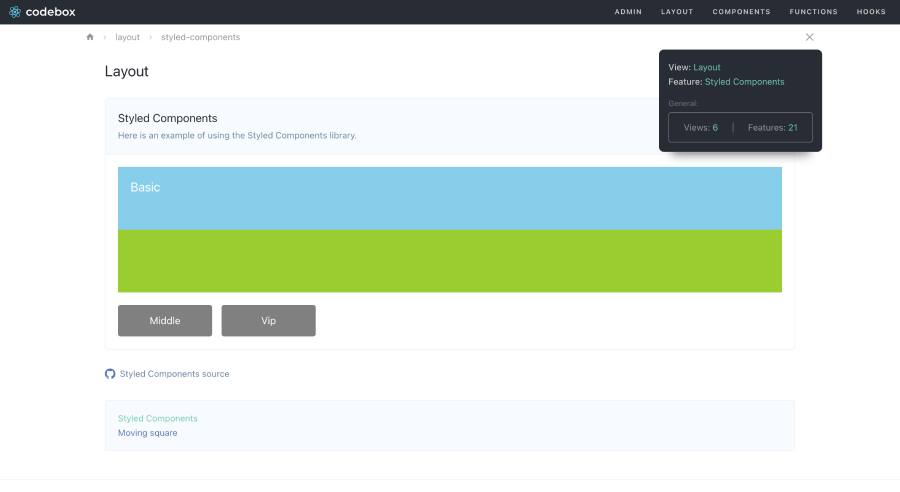 codebox
ADMIN LAYOUT COMPONENTS FUNCTIONS HOOKS
layout › styled-components
Layout
View: Layout
Feature: Styled Components
General:
Views: 6 | Features: 21
Styled Components
Here is an example of using the Styled Components library.
Basic
Middle Vip
Styled Components source
Styled Components
Moving square